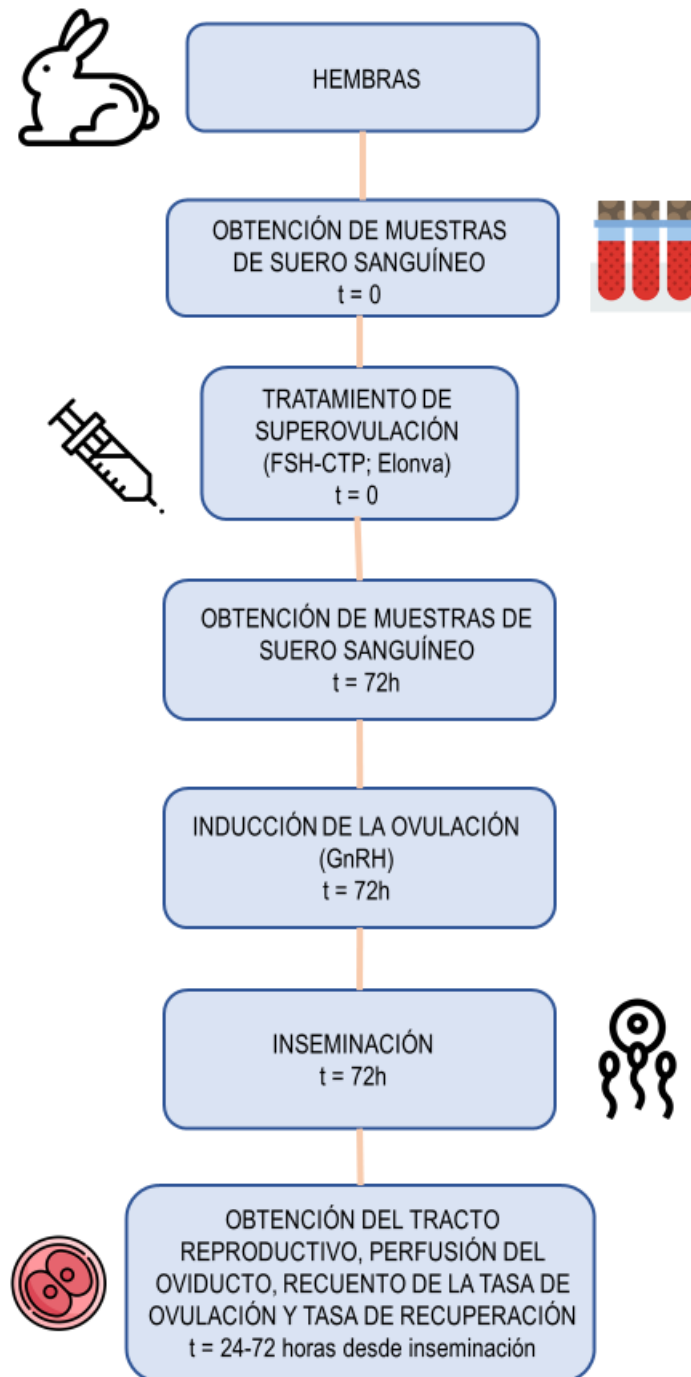 HEMBRAS
OBTENCIÓN DE MUESTRAS
DE SUERO SANGUÍNEO
t = 0
TRATAMIENTO DE
SUPEROVULACIÓN
(FSH-CTP; Elonva)
t = 0
OBTENCIÓN DE MUESTRAS DE
SUERO SANGUÍNEO
t = 72h
INDUCCIÓN DE LA OVULACIÓN
(GnRH)
t = 72h
INSEMINACIÓN
t = 72h
OBTENCIÓN DEL TRACTO
REPRODUCTIVO, PERFUSIÓN DEL
OVIDUCTO, RECUENTO DE LA TASA DE
OVULACIÓN Y TASA DE RECUPERACIÓN
t = 24-72 horas desde inseminación